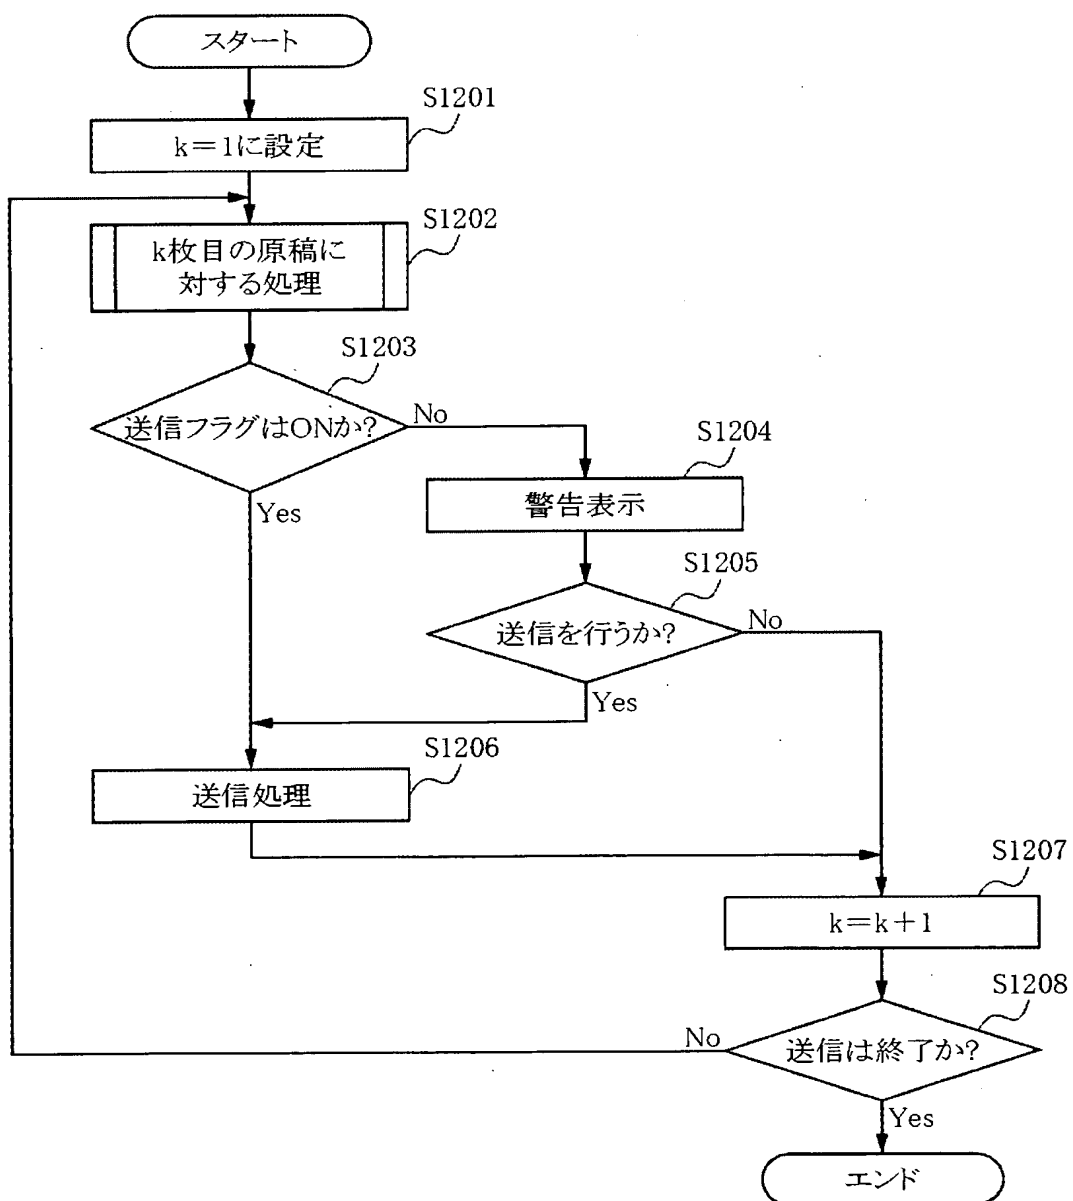 スタート
S1201
k=1に設定
S1202
k枚目の原稿に
対する処理
S1203
送信フラグはONか?
No
Yes
S1204
警告表示
S1205
送信を行うか?
No
Yes
S1206
送信処理
S1207
k=k+1
S1208
送信は終了か?
No
Yes
エンド